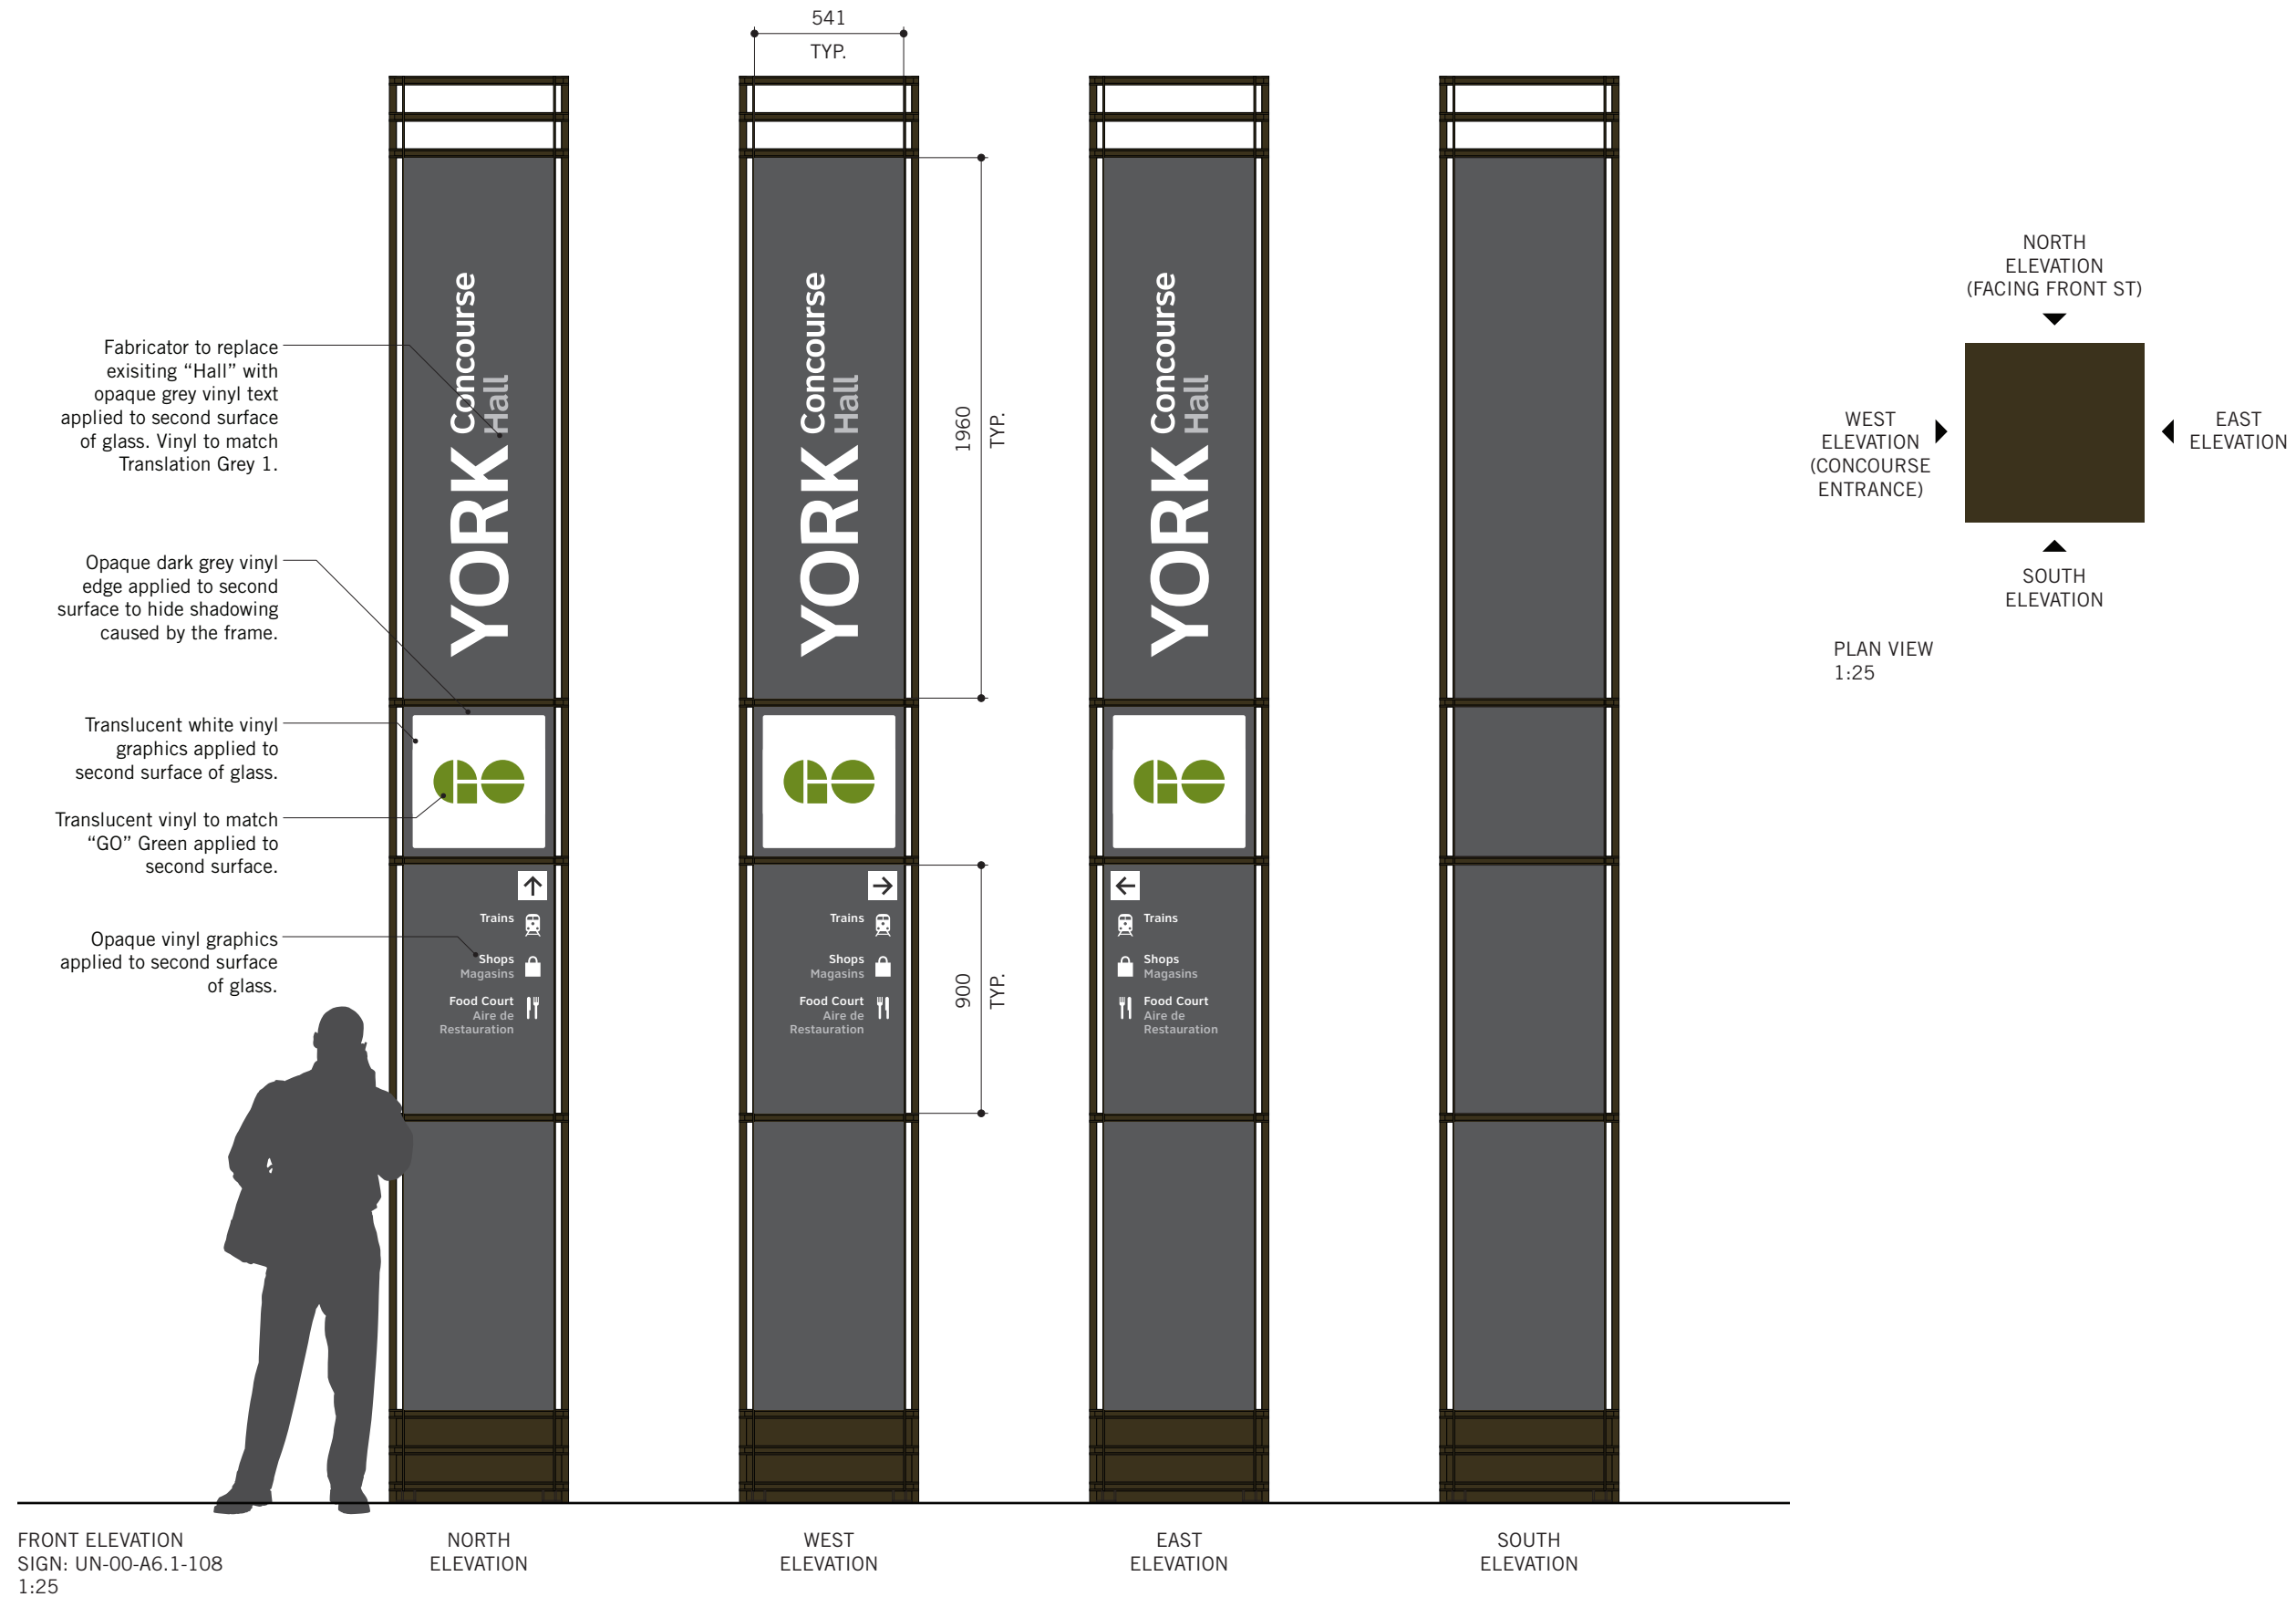 541
TYP.
Fabricator to replace
exisiting “Hall” with
opaque grey vinyl text
applied to second surface
of glass. Vinyl to match
Translation Grey 1.
Opaque dark grey vinyl
edge applied to second
surface to hide shadowing
caused by the frame.
Translucent white vinyl
graphics applied to
second surface of glass.
Translucent vinyl to match
“GO” Green applied to
second surface.
Opaque vinyl graphics
applied to second surface
of glass.
YORK Concourse
Hall
GO
Trains
Shops
Magasins
Food Court
Aire de
Restauration
YORK Concourse
Hall
GO
Trains
Shops
Magasins
Food Court
Aire de
Restauration
1960
TYP.
900
TYP.
YORK Concourse
Hall
GO
Trains
Shops
Magasins
Food Court
Aire de
Restauration
NORTH
ELEVATION
(FACING FRONT ST)
WEST
ELEVATION
(CONCOURSE
ENTRANCE)
EAST
ELEVATION
SOUTH
ELEVATION
PLAN VIEW
1:25
FRONT ELEVATION
SIGN: UN-00-A6.1-108
1:25
NORTH
ELEVATION
WEST
ELEVATION
EAST
ELEVATION
SOUTH
ELEVATION